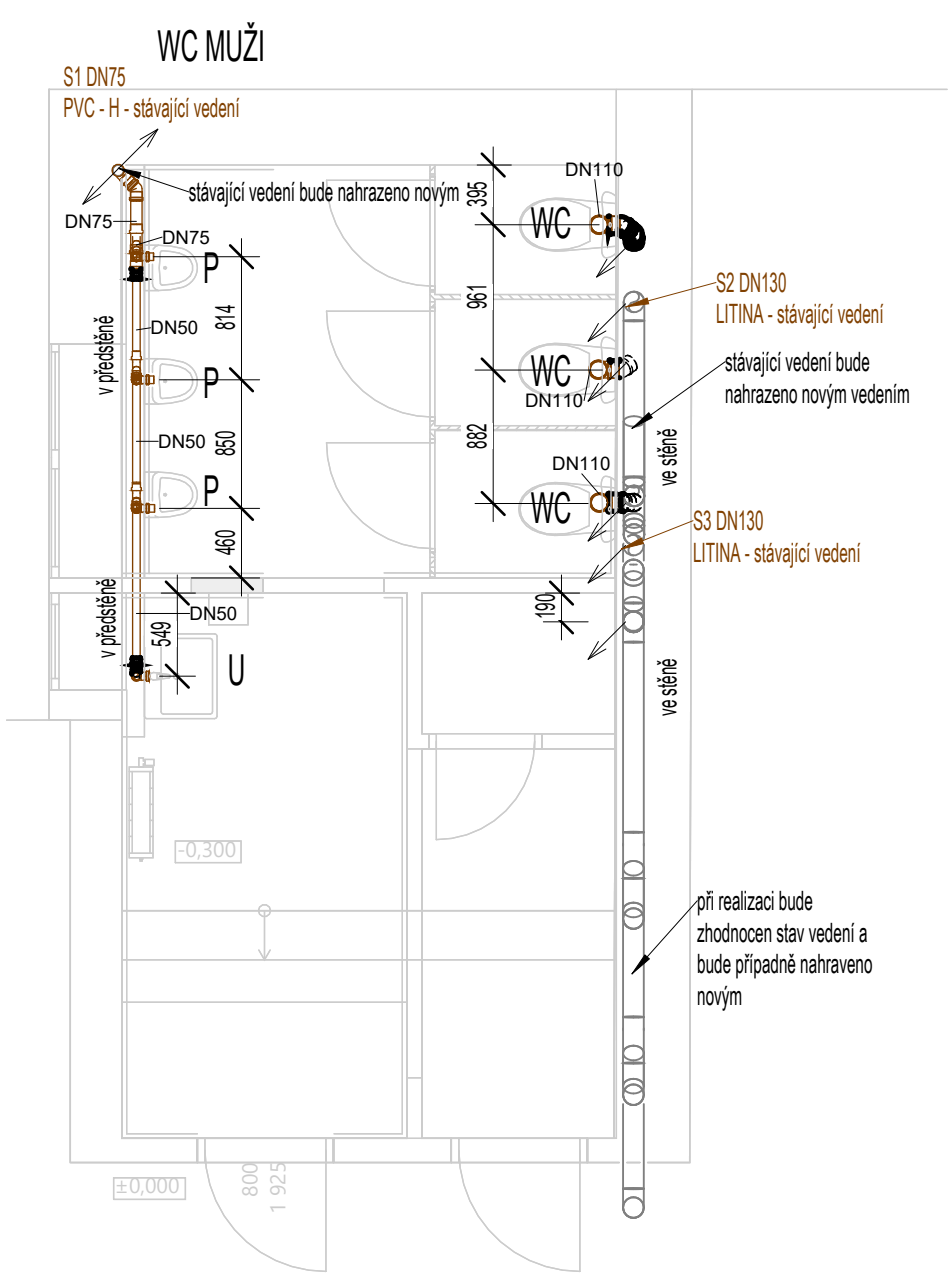 WC MUŽI
S1 DN75
PVC - H - stávající vedení
stávající vedení bude nahrazeno novým
DN75
DN75
P
814
DN50
v předstěně
P
850
DN50
P
460
v předstěně
DN50
549
U
395
DN110
WC
961
S2 DN130
LITINA - stávající vedení
WC
DN110
stávající vedení bude
nahrazeno novým vedením
882
ve stěně
DN110
WC
S3 DN130
LITINA - stávající vedení
190
ve stěně
-0,300
při realizaci bude
zhodnocen stav vedení a
bude případně nahraveno
novým
±0,000
800
1 925